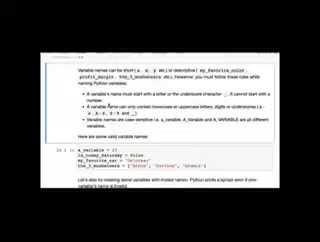 Variable names can be short (a, x, y etc) or descriptive ( my_favorite_color,
profit_margin, the_3_musketeers etc). However, you must follow these rules while
naming Python variables:
A variable's name must start with a letter or the underscore character _. It cannot start with a
number.
A variable name can only contain lowercase or uppercase letters, digits or underscores (a-
z, A-Z, 0-9 and _)
Variable names are case sensitive (i.e. a_variable, A_Variable and A_VARIABLE) are all different
variables.
Here are some valid variable names:
a_variable = 23
is_today_Saturday = False
my_favorite_car = "Delorean"
the_3_musketeers = ["Athos", "Porthos", "Aramis"]
Let's also try creating some variables with invalid names. Python prints a syntax error if your
variable's name is invalid.